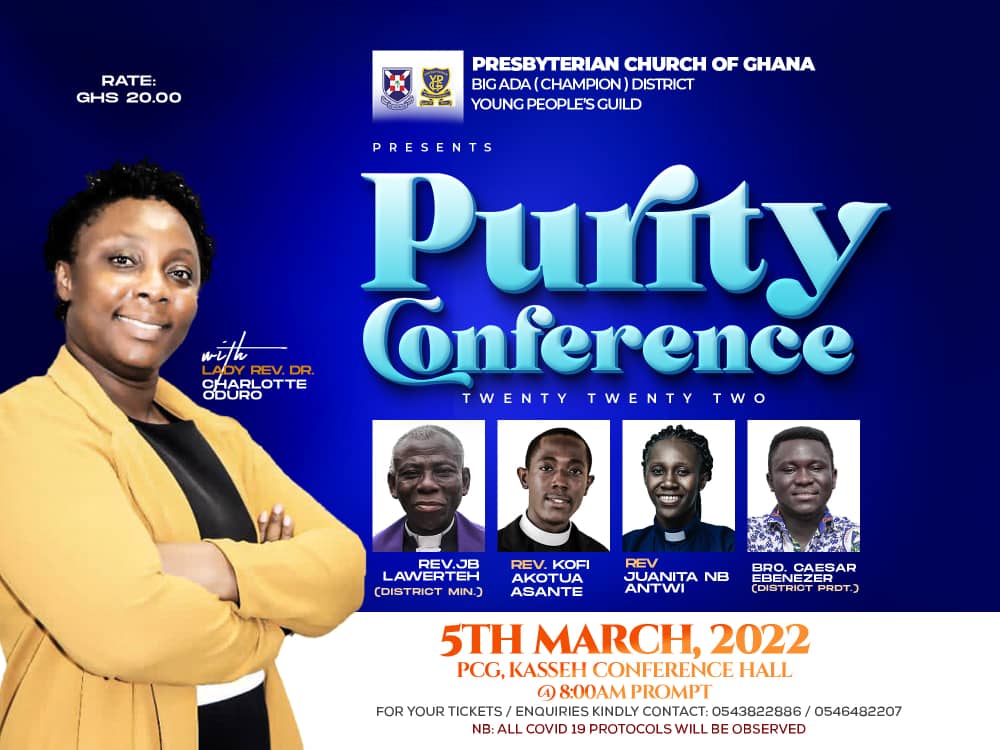 RATE:
GHS 20.00
PRESBYTERIAN CHURCH OF GHANA
BIG ADA ( CHAMPION ) DISTRICT
YOUNG PEOPLE'S GUILD
PRESENTS
Purity
Conference
TWENTY TWENTY TWO
with
LADY REV. DR.
CHARLOTTE
ODURO
REV.JB
LAWERTEH
(DISTRICT MIN.)
REV. KOFI
AKOTUA
ASANTE
REV
JUANITA NB
ANTWI
BRO. CAESAR
EBENEZER
(DISTRICT PRDT.)
5TH MARCH, 2022
PCG, KASSEH CONFERENCE HALL
@ 8:00AM PROMPT
FOR YOUR TICKETS / ENQUIRIES KINDLY CONTACT: 0543822886 / 0546482207
NB: ALL COVID 19 PROTOCOLS WILL BE OBSERVED